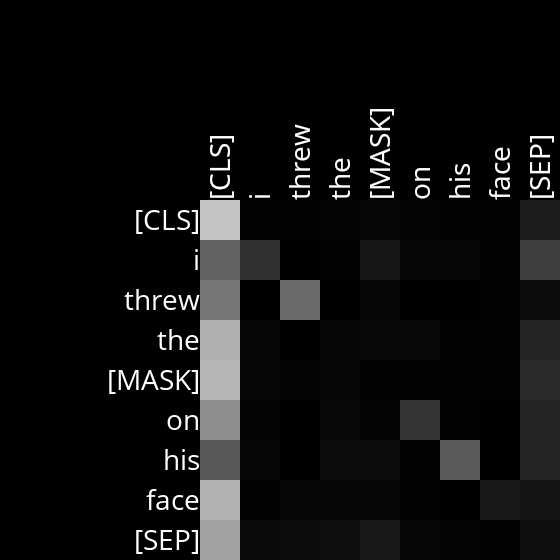 [CLS] i threw the [MASK] on his face [SEP]
[CLS]
i
threw
the
[MASK]
on
his
face
[SEP]